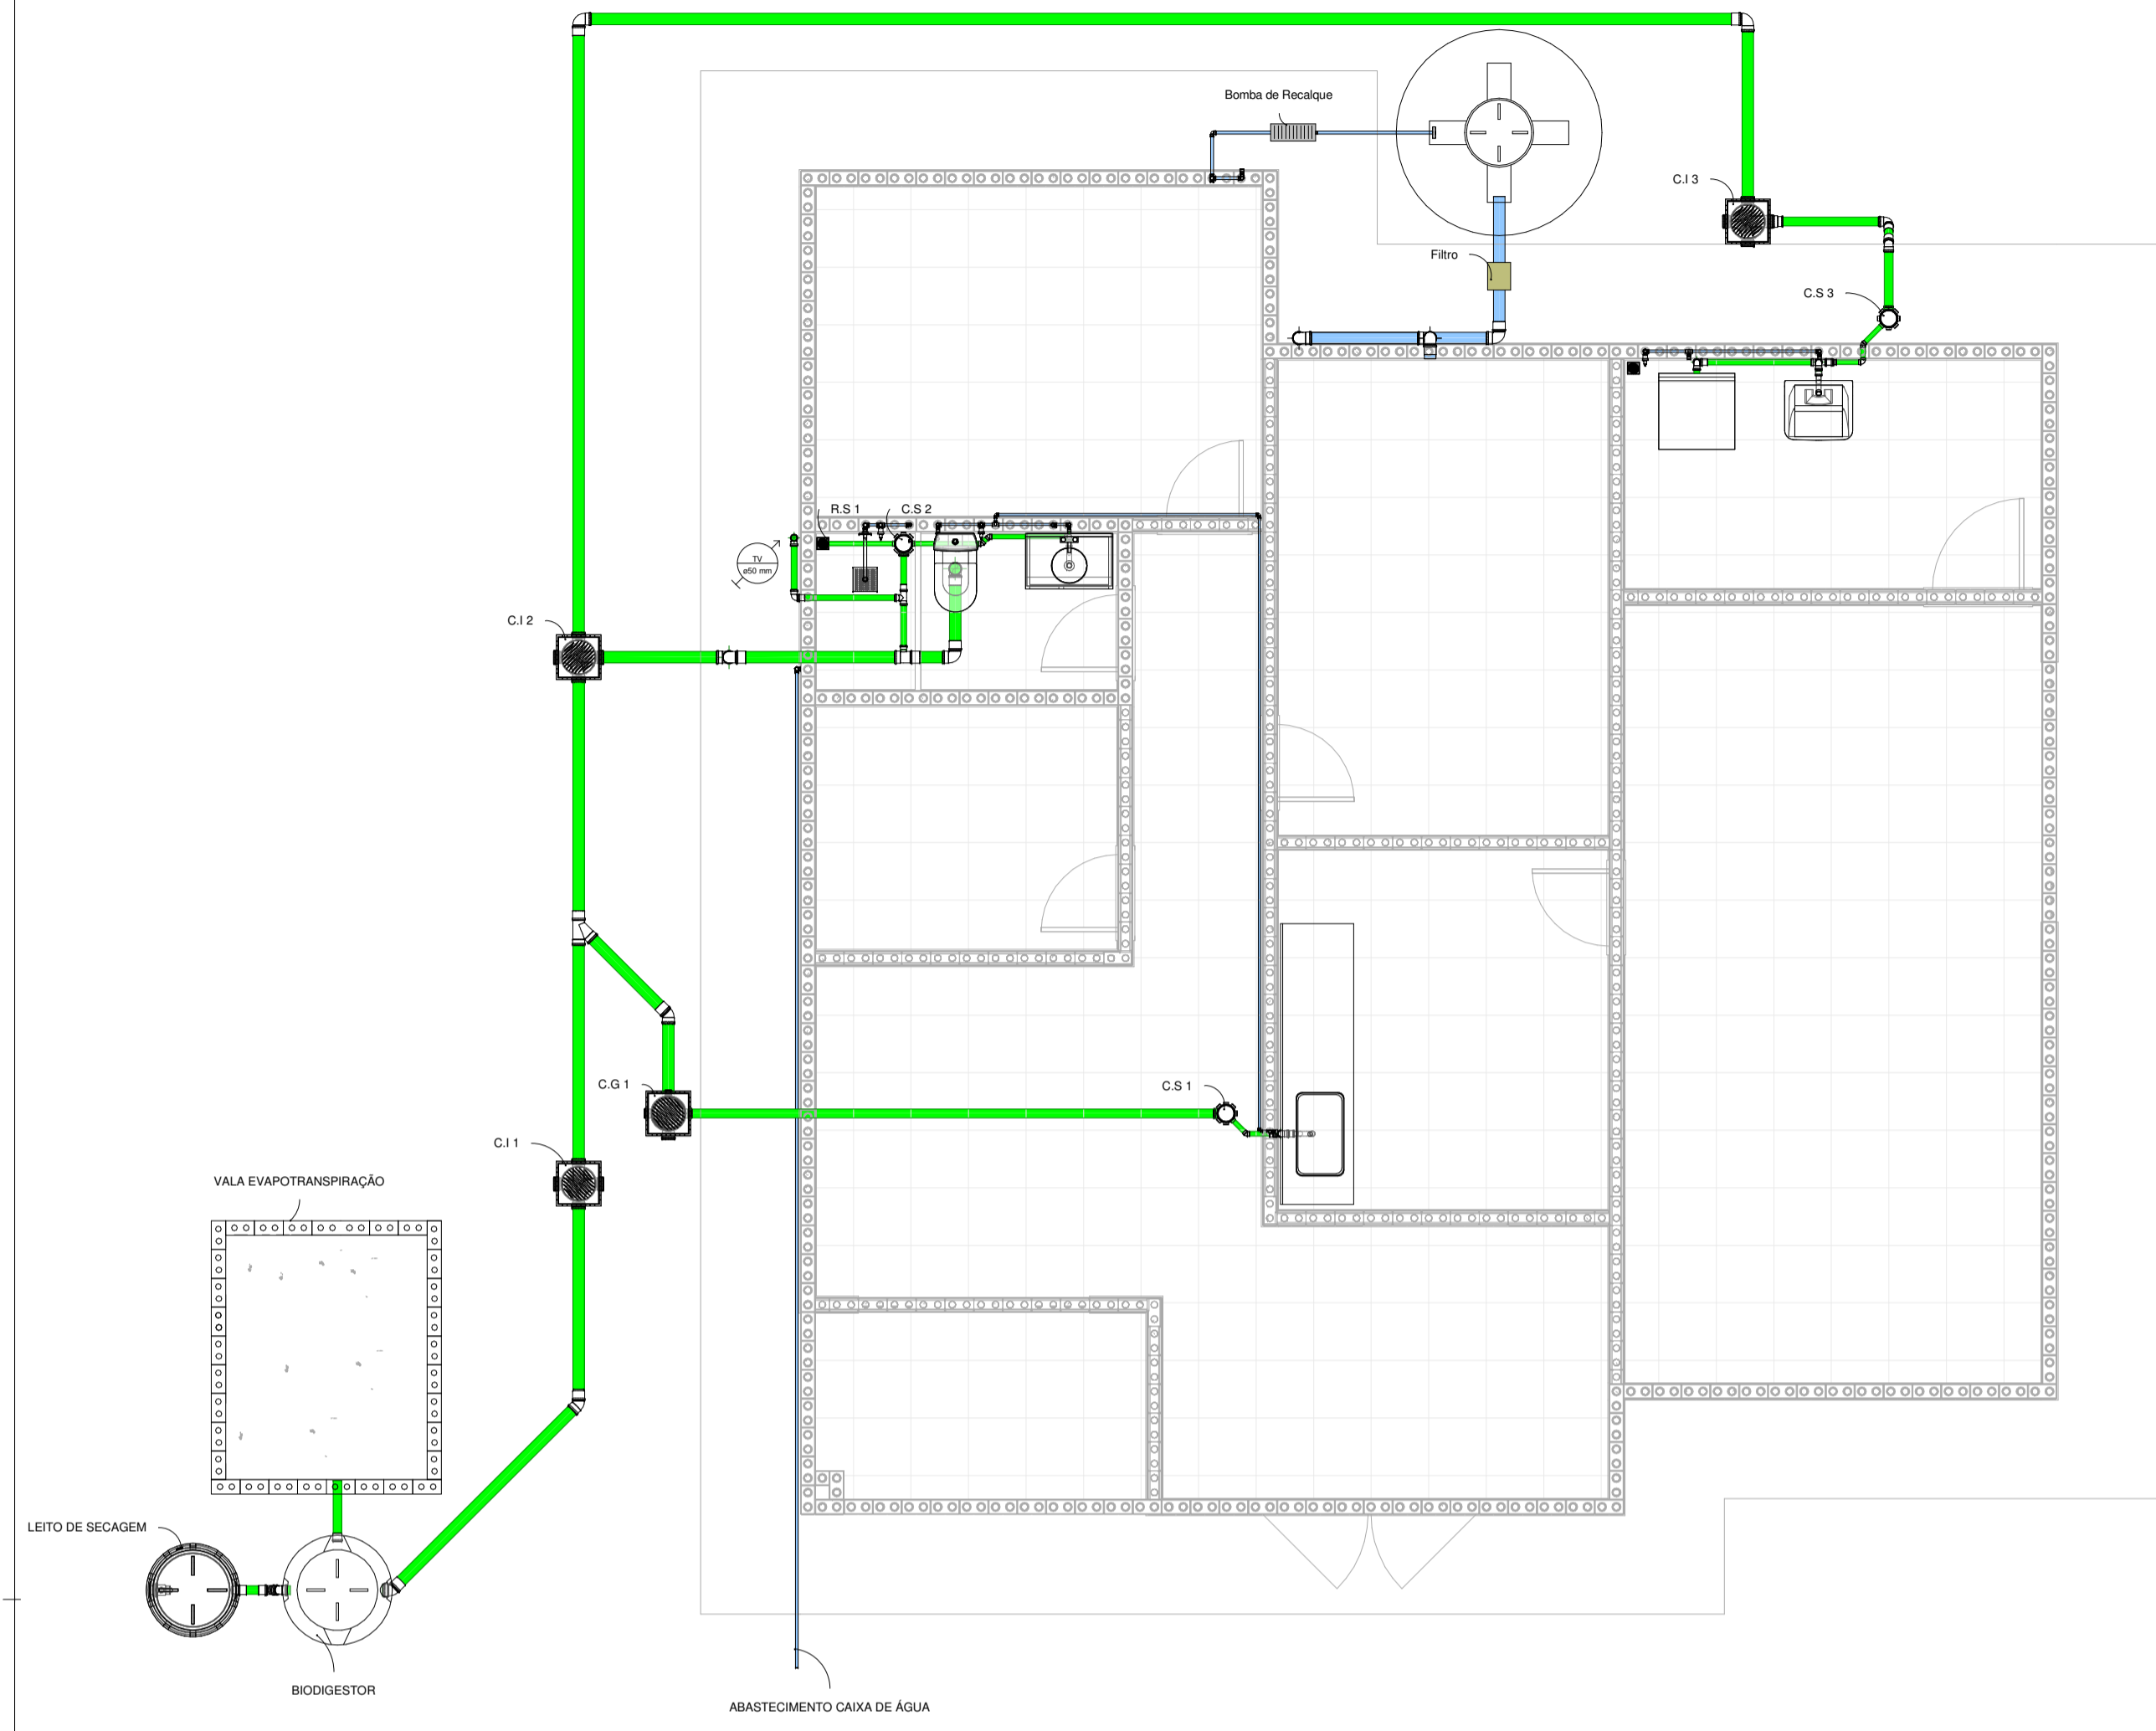 Bomba de Recalque
C.I 3
Filtro
C.S 3
R.S 1
C.S 2
TV
ø50 mm
C.I 2
C.G 1
C.S 1
C.I 1
VALA EVAPOTRANSPIRAÇÃO
LEITO DE SECAGEM
BIODIGESTOR
ABASTECIMENTO CAIXA DE ÁGUA